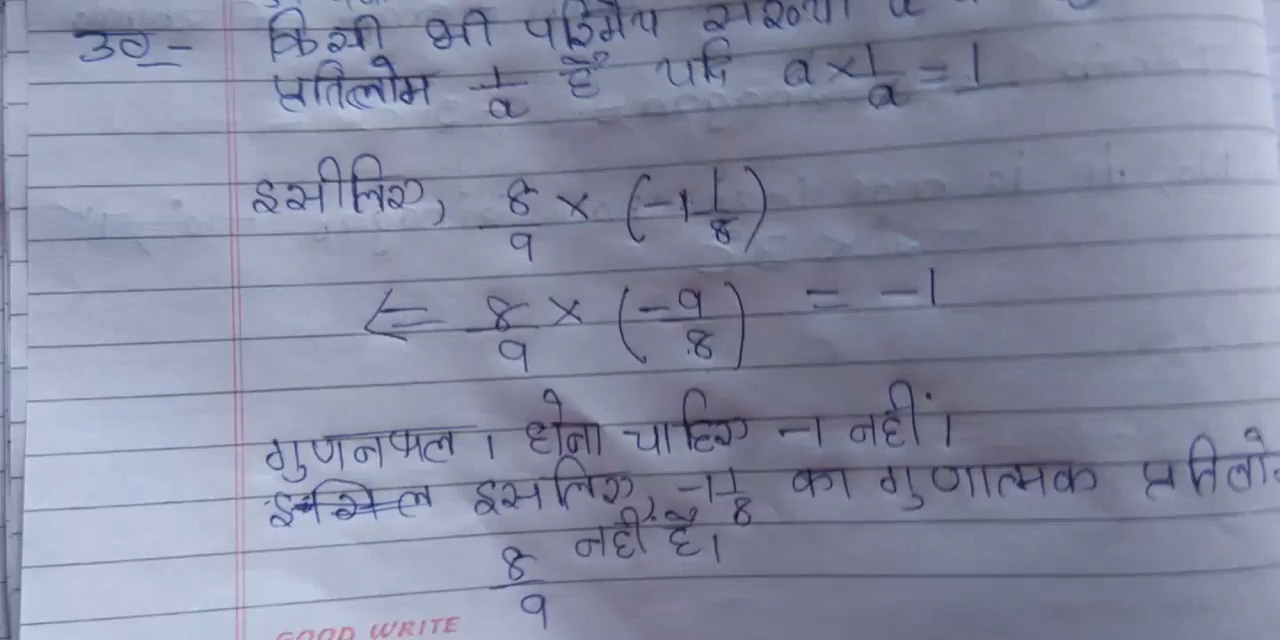 उ०- किसी भी परिमेय संख्या a
प्रतिलोम 1/a है यदि a × 1/a = 1
इसीलिए, 8/9 × (-1 1/8)
⇐ 8/9 × (-9/8) = -1
गुणनफल 1 होना चाहिए -1 नहीं।
इसलिए, -1 1/8 का गुणात्मक प्रतिलो
8/9 नहीं है।
GOOD WRITE